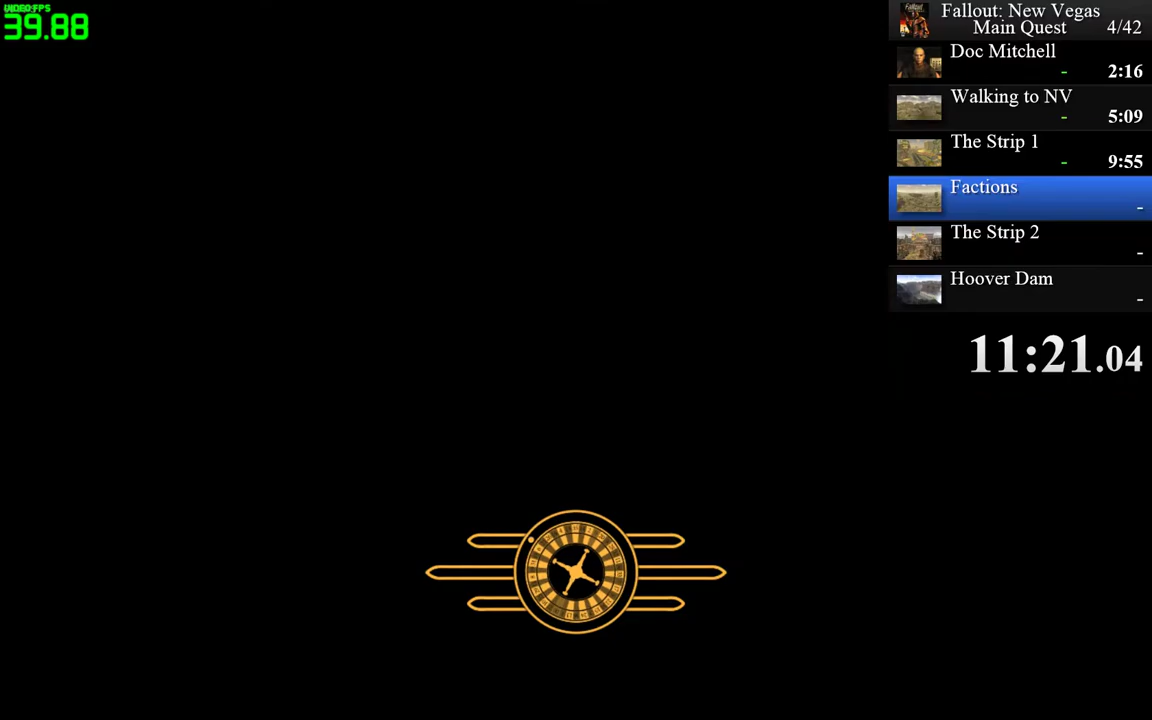 VIDEO FPS
39.88
Fallout: New Vegas
Main Quest 4/42
Doc Mitchell
- 2:16
Walking to NV
- 5:09
The Strip 1
- 9:55
Factions
-
The Strip 2
-
Hoover Dam
-
11:21.04